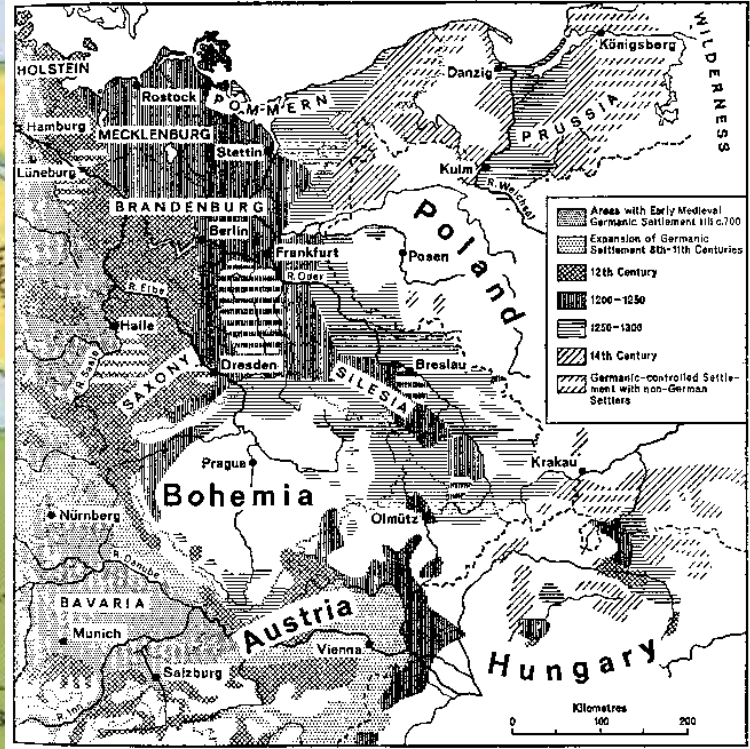 HOLSTEIN
Rostock
POMMERN
Hamburg
MECKLENBURG
Stettin
Lüneburg
BRANDENBURG
Berlin
Frankfurt
R.Oder
R.Elbe
Halle
R.Saale
SAXONY
Dresden
SILESIA
Breslau
Danzig
Königsberg
PRUSSIA
WILDERNESS
Kulm
R.Weichsel
Poland
Posen
Prague
Bohemia
Olmütz
Krakau
Nürnberg
R.Danube
BAVARIA
Munich
Salzburg
R.Inn
Austria
Vienna
Hungary
Areas with Early Medieval
Germanic Settlement till c.700
Expansion of Germanic
Settlement 8th-11th Centuries
12th Century
1200-1250
1250-1300
14th Century
Germanic-controlled Settle-
ment with non-German
Settlers
Kilometres
0 100 200